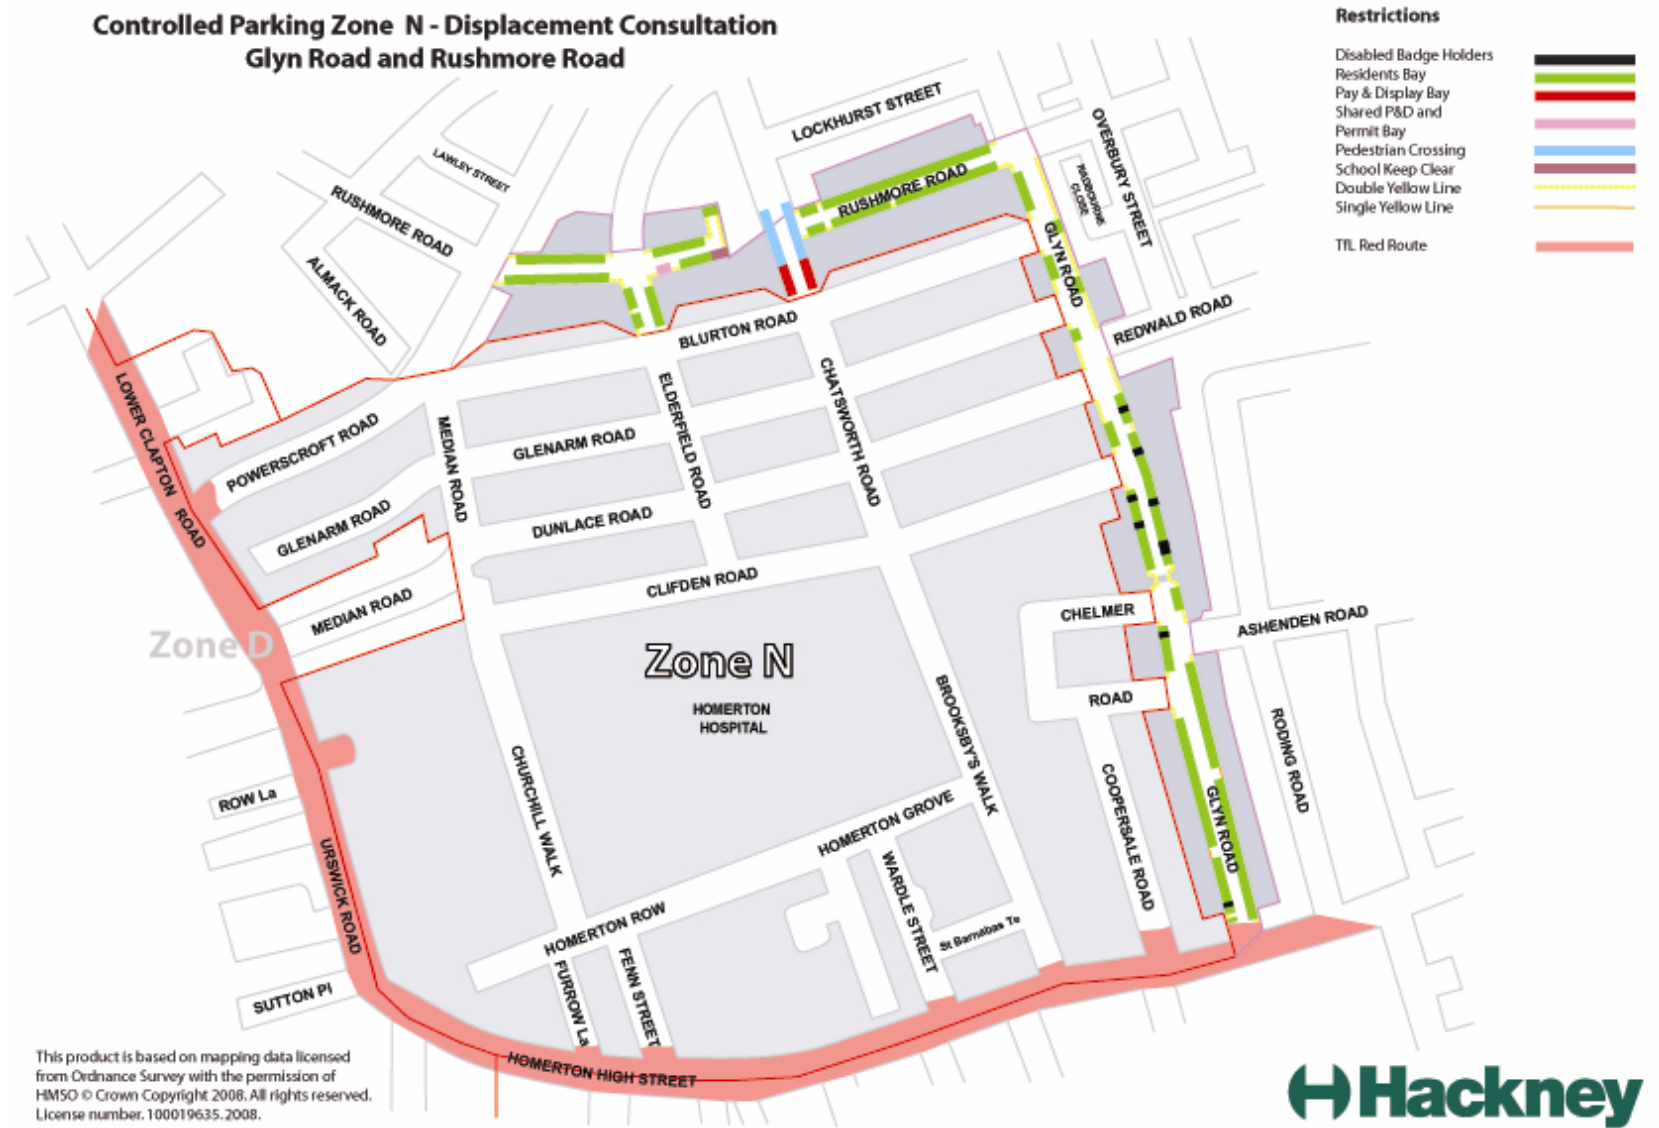 Controlled Parking Zone N - Displacement Consultation
Glyn Road and Rushmore Road
Restrictions
Disabled Badge Holders
Residents Bay
Pay & Display Bay
Shared P&D and
Permit Bay
Pedestrian Crossing
School Keep Clear
Double Yellow Line
Single Yellow Line
TfL Red Route
LOCKHURST STREET
OVERBURY STREET
LAWLEY STREET
RUSHMORE ROAD
RUSHMORE ROAD
CLOSE
GLYN ROAD
ALMACK ROAD
REDWALD ROAD
BLURTON ROAD
LOWER CLAPTON ROAD
POWERSCROFT ROAD
MEDIAN ROAD
GLENARM ROAD
ELDERFIELD ROAD
CHATSWORTH ROAD
GLENARM ROAD
DUNLACE ROAD
CLIFDEN ROAD
MEDIAN ROAD
CHELMER
ROAD
ASHENDEN ROAD
Zone D
Zone N
HOMERTON
HOSPITAL
BROOKSBY'S WALK
RODING ROAD
COOPERSALE ROAD
GLYN ROAD
CHURCHILL WALK
ROW La
URSWICK ROAD
HOMERTON GROVE
WARDLE STREET
HOMERTON ROW
St Barnabas Te
FURROW La
FENN STREET
SUTTON Pl
HOMERTON HIGH STREET
This product is based on mapping data licensed
from Ordnance Survey with the permission of
HMSO © Crown Copyright 2008. All rights reserved.
License number. 100019635.2008.
Hackney